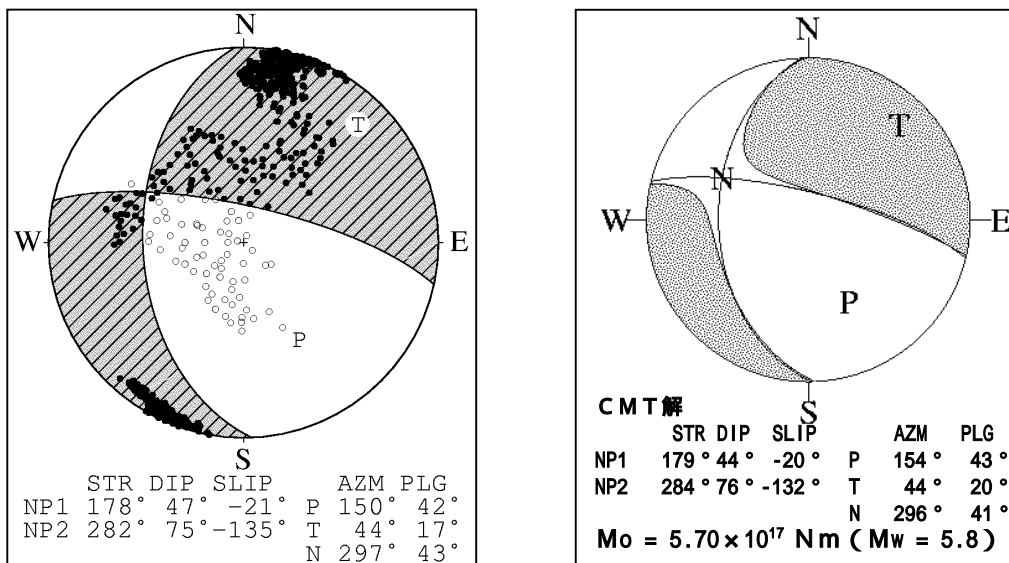 N
T
W
E
P
S
STR DIP SLIP AZM PLG
NP1 178° 47° −21° P 150° 42°
NP2 282° 75° −135° T 44° 17°
N 297° 43°
N
T
N
W
E
P
S
CMT解
STR DIP SLIP AZM PLG
NP1 179° 44° -20° P 154° 43°
NP2 284° 76° -132° T 44° 20°
N 296° 41°
Mo = 5.70×10¹⁷ Nm ( Mw = 5.8 )